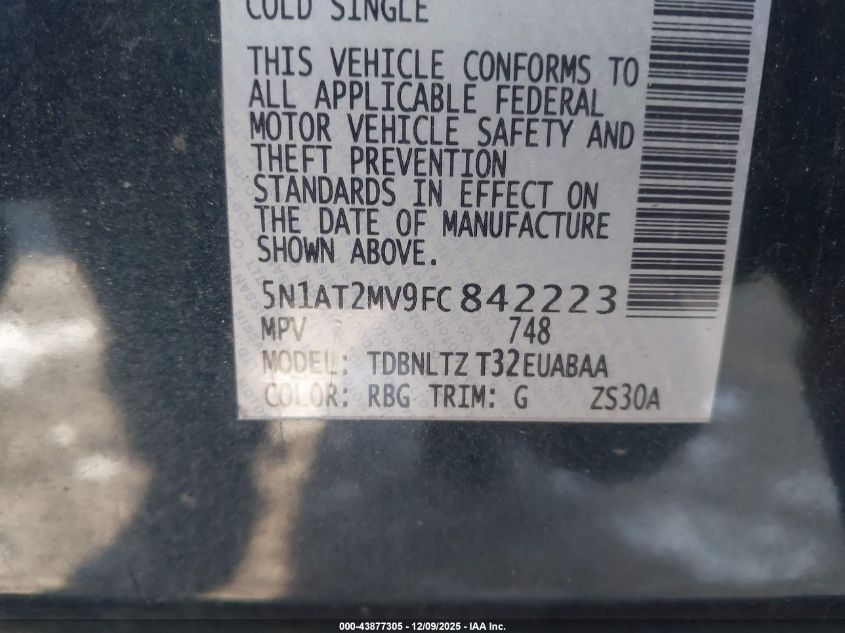 COLD SINGLE
THIS VEHICLE CONFORMS TO
ALL APPLICABLE FEDERAL
MOTOR VEHICLE SAFETY AND
THEFT PREVENTION
STANDARDS IN EFFECT ON
THE DATE OF MANUFACTURE
SHOWN ABOVE.
5N1AT2MV9FC842223
MPV 748
MODEL: TDBNLTZ T32EUABAA
COLOR: RBG TRIM: G ZS30A
000-43877305 - 12/09/2025 - IAA Inc.